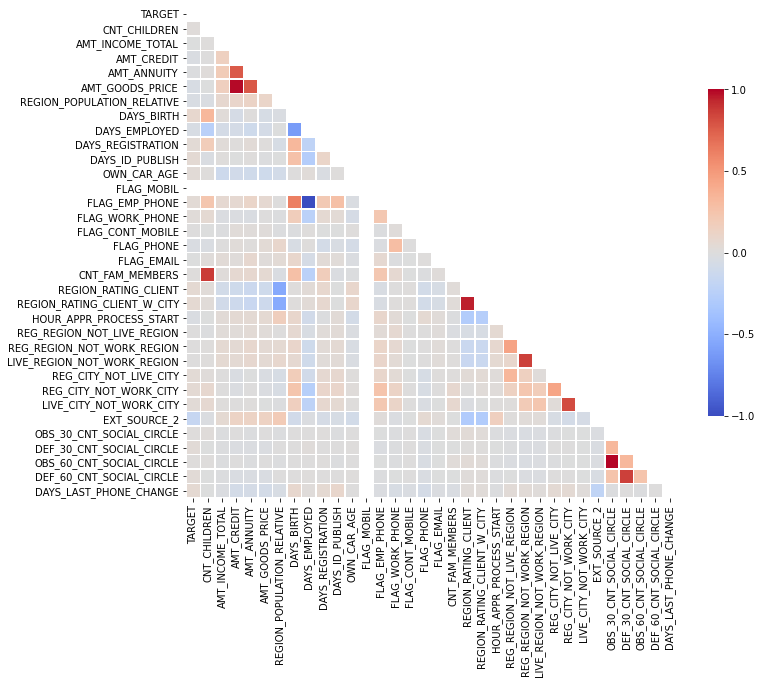 TARGET
CNT_CHILDREN
AMT_INCOME_TOTAL
AMT_CREDIT
AMT_ANNUITY
AMT_GOODS_PRICE
REGION_POPULATION_RELATIVE
DAYS_BIRTH
DAYS_EMPLOYED
DAYS_REGISTRATION
DAYS_ID_PUBLISH
OWN_CAR_AGE
FLAG_MOBIL
FLAG_EMP_PHONE
FLAG_WORK_PHONE
FLAG_CONT_MOBILE
FLAG_PHONE
FLAG_EMAIL
CNT_FAM_MEMBERS
REGION_RATING_CLIENT
REGION_RATING_CLIENT_W_CITY
HOUR_APPR_PROCESS_START
REG_REGION_NOT_LIVE_REGION
REG_REGION_NOT_WORK_REGION
LIVE_REGION_NOT_WORK_REGION
REG_CITY_NOT_LIVE_CITY
REG_CITY_NOT_WORK_CITY
LIVE_CITY_NOT_WORK_CITY
EXT_SOURCE_2
OBS_30_CNT_SOCIAL_CIRCLE
DEF_30_CNT_SOCIAL_CIRCLE
OBS_60_CNT_SOCIAL_CIRCLE
DEF_60_CNT_SOCIAL_CIRCLE
DAYS_LAST_PHONE_CHANGE
TARGET
CNT_CHILDREN
AMT_INCOME_TOTAL
AMT_CREDIT
AMT_ANNUITY
AMT_GOODS_PRICE
REGION_POPULATION_RELATIVE
DAYS_BIRTH
DAYS_EMPLOYED
DAYS_REGISTRATION
DAYS_ID_PUBLISH
OWN_CAR_AGE
FLAG_MOBIL
FLAG_EMP_PHONE
FLAG_WORK_PHONE
FLAG_CONT_MOBILE
FLAG_PHONE
FLAG_EMAIL
CNT_FAM_MEMBERS
REGION_RATING_CLIENT
REGION_RATING_CLIENT_W_CITY
HOUR_APPR_PROCESS_START
REG_REGION_NOT_LIVE_REGION
REG_REGION_NOT_WORK_REGION
LIVE_REGION_NOT_WORK_REGION
REG_CITY_NOT_LIVE_CITY
REG_CITY_NOT_WORK_CITY
LIVE_CITY_NOT_WORK_CITY
EXT_SOURCE_2
OBS_30_CNT_SOCIAL_CIRCLE
DEF_30_CNT_SOCIAL_CIRCLE
OBS_60_CNT_SOCIAL_CIRCLE
DEF_60_CNT_SOCIAL_CIRCLE
DAYS_LAST_PHONE_CHANGE
1.0
0.5
0.0
−0.5
−1.0